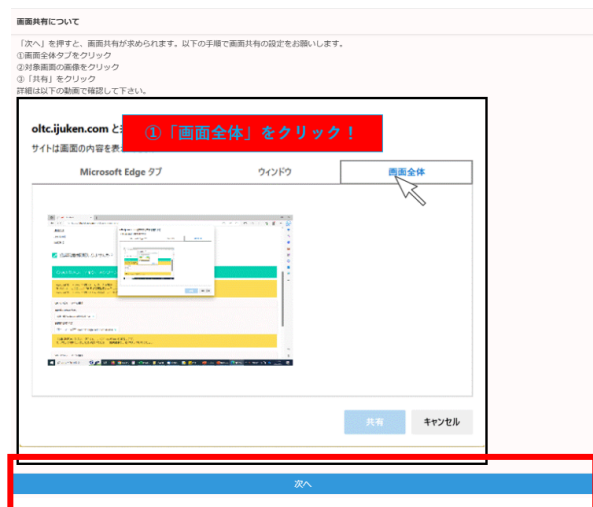 画面共有について
「次へ」を押すと、画面共有が求められます。以下の手順で画面共有の設定をお願いします。
①画面全体タブをクリック
②対象画面の画像をクリック
③「共有」をクリック
詳細は以下の動画で確認して下さい。
oltc.ijuken.com と
①「画面全体」をクリック！
サイトは画面の内容を表
Microsoft Edge タブ
ウィンドウ
画面全体
共有
キャンセル
次へ